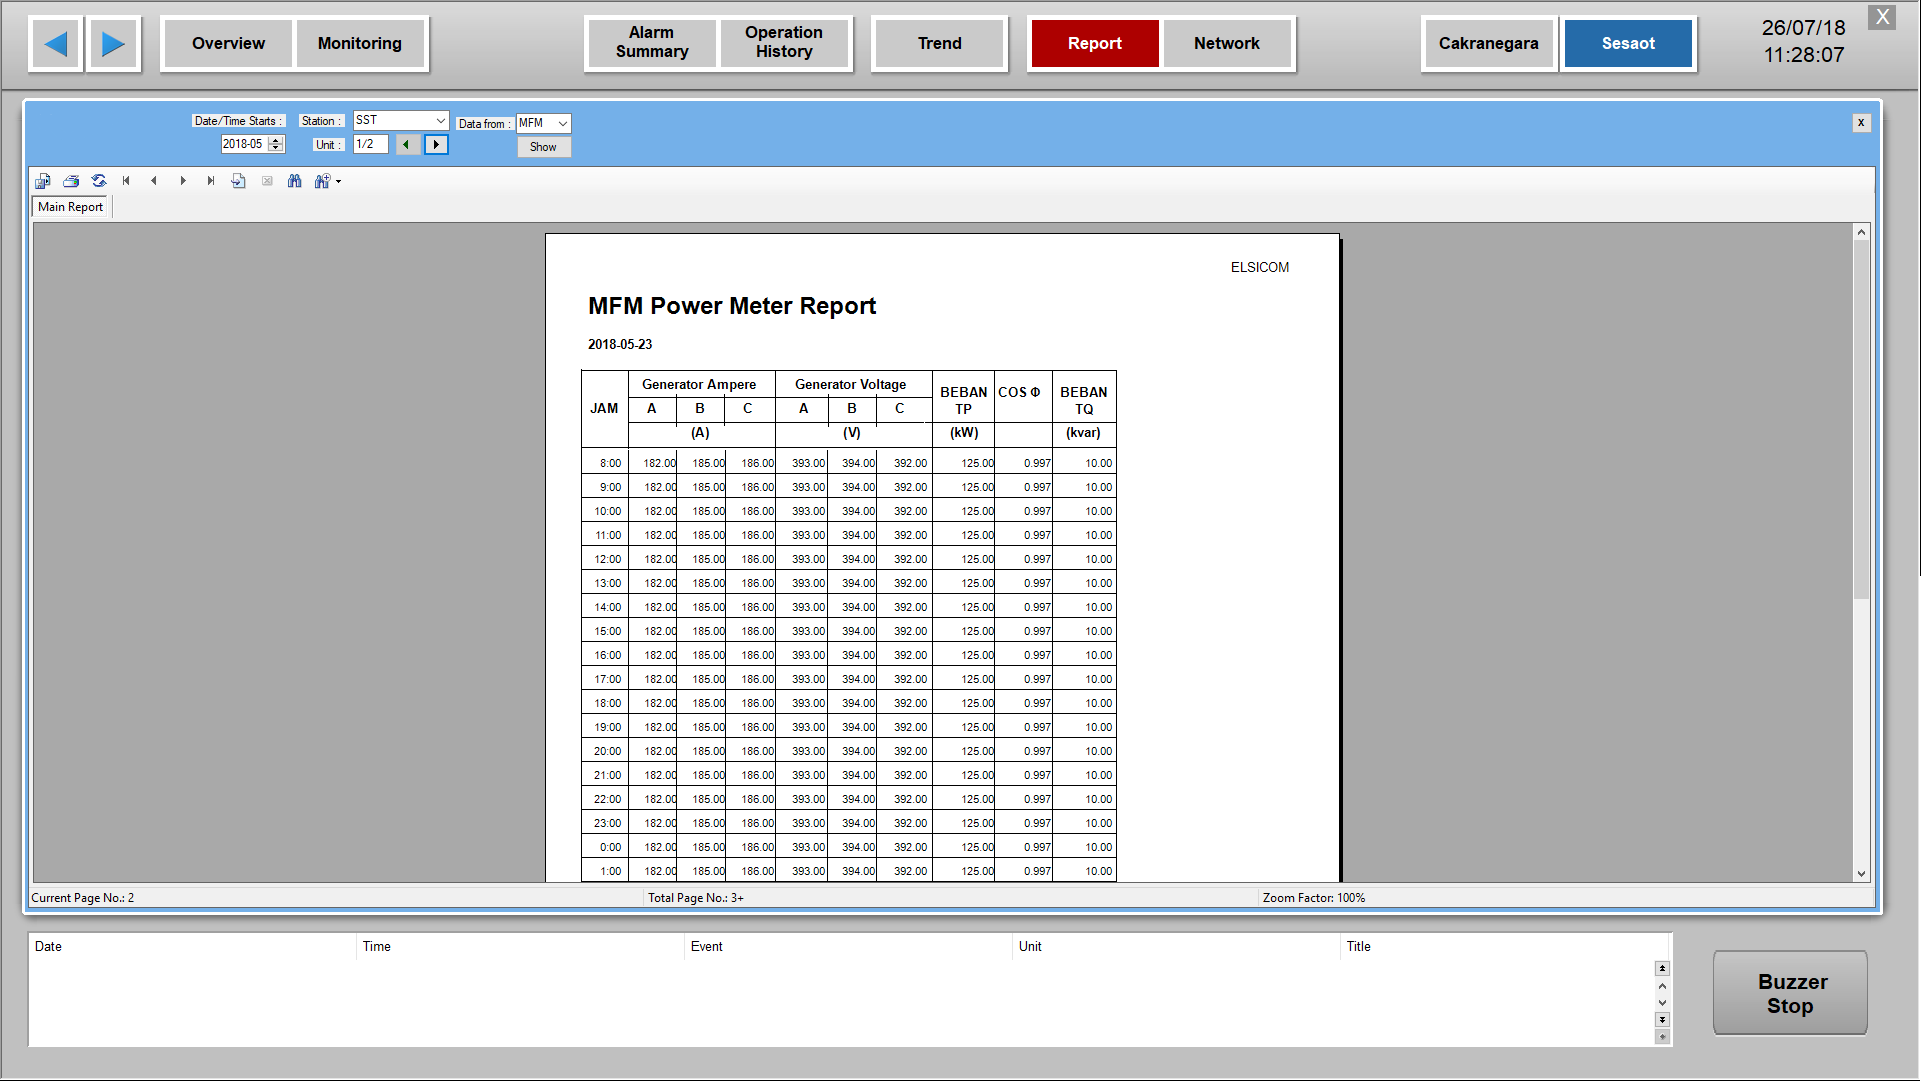 Overview
Monitoring
Alarm
Summary
Operation
History
Trend
Report
Network
Cakranegara
Sesaot
26/07/18
11:28:07
X
Date/Time Starts :
2018-05
Station :
SST
Unit :
1/2
Data from :
MFM
Show
x
Main Report
ELSICOM
MFM Power Meter Report
2018-05-23
JAM Generator Ampere Generator Voltage BEBAN TP COS Φ BEBAN TQ
A B C A B C
(A) (V) (kW) (kvar)
8:00 182.00 185.00 186.00 393.00 394.00 392.00 125.00 0.997 10.00
9:00 182.00 185.00 186.00 393.00 394.00 392.00 125.00 0.997 10.00
10:00 182.00 185.00 186.00 393.00 394.00 392.00 125.00 0.997 10.00
11:00 182.00 185.00 186.00 393.00 394.00 392.00 125.00 0.997 10.00
12:00 182.00 185.00 186.00 393.00 394.00 392.00 125.00 0.997 10.00
13:00 182.00 185.00 186.00 393.00 394.00 392.00 125.00 0.997 10.00
14:00 182.00 185.00 186.00 393.00 394.00 392.00 125.00 0.997 10.00
15:00 182.00 185.00 186.00 393.00 394.00 392.00 125.00 0.997 10.00
16:00 182.00 185.00 186.00 393.00 394.00 392.00 125.00 0.997 10.00
17:00 182.00 185.00 186.00 393.00 394.00 392.00 125.00 0.997 10.00
18:00 182.00 185.00 186.00 393.00 394.00 392.00 125.00 0.997 10.00
19:00 182.00 185.00 186.00 393.00 394.00 392.00 125.00 0.997 10.00
20:00 182.00 185.00 186.00 393.00 394.00 392.00 125.00 0.997 10.00
21:00 182.00 185.00 186.00 393.00 394.00 392.00 125.00 0.997 10.00
22:00 182.00 185.00 186.00 393.00 394.00 392.00 125.00 0.997 10.00
23:00 182.00 185.00 186.00 393.00 394.00 392.00 125.00 0.997 10.00
0:00 182.00 185.00 186.00 393.00 394.00 392.00 125.00 0.997 10.00
1:00 182.00 185.00 186.00 393.00 394.00 392.00 125.00 0.997 10.00
Current Page No.: 2
Total Page No.: 3+
Zoom Factor: 100%
Date Time Event Unit Title
Buzzer
Stop